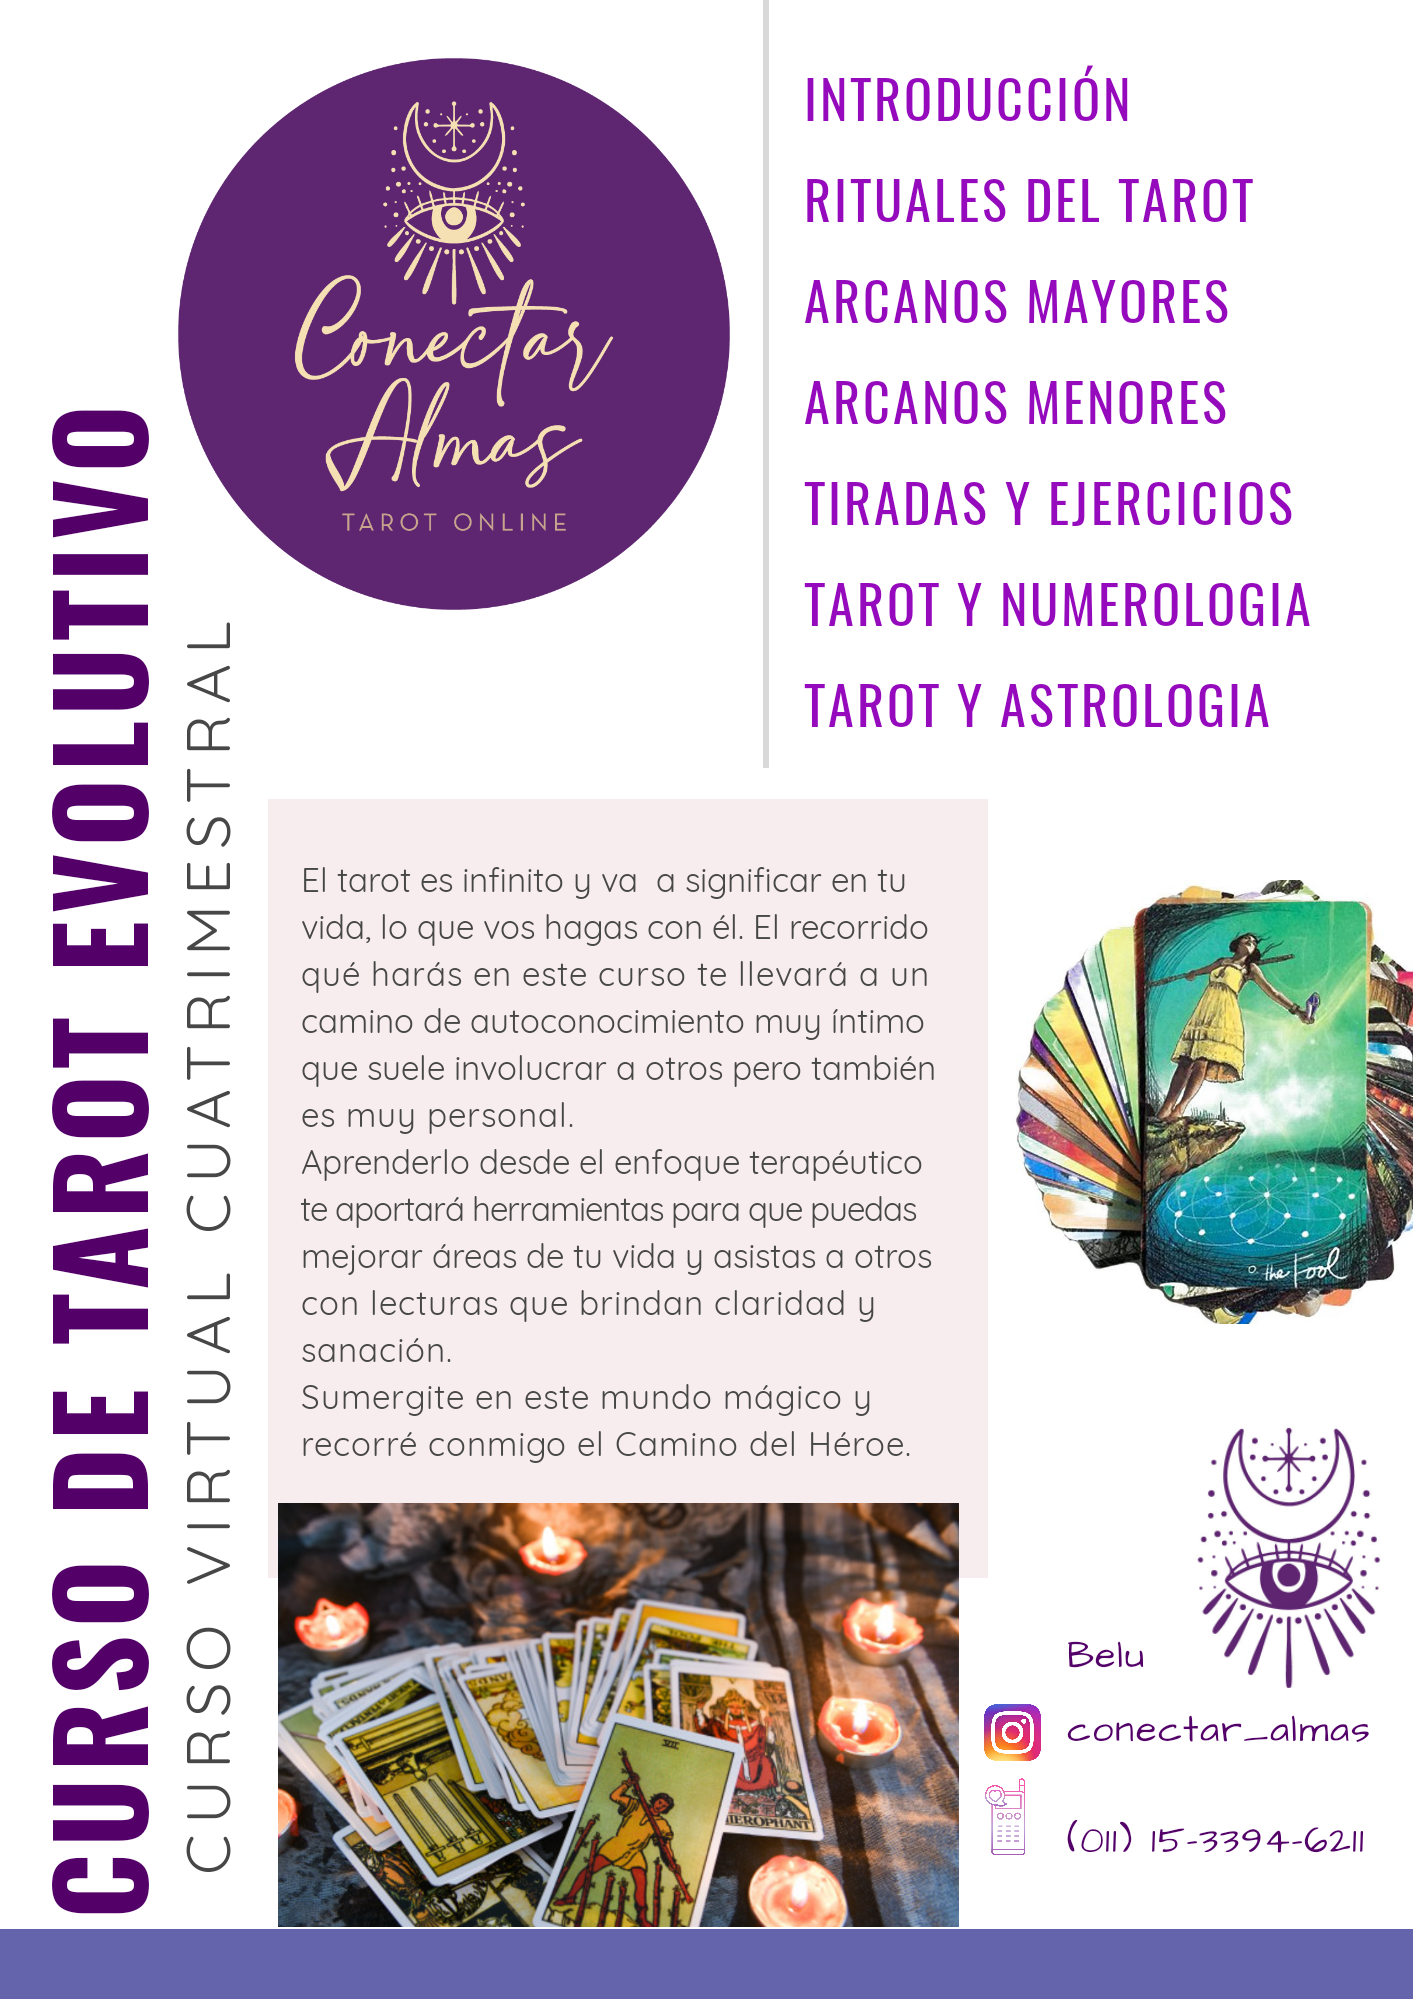 CURSO DE TAROT EVOLUTIVO
CURSO VIRTUAL CUATRIMESTRAL
Conectar
Almas
TAROT ONLINE
INTRODUCCIÓN
RITUALES DEL TAROT
ARCANOS MAYORES
ARCANOS MENORES
TIRADAS Y EJERCICIOS
TAROT Y NUMEROLOGIA
TAROT Y ASTROLOGIA
El tarot es infinito y va a significar en tu
vida, lo que vos hagas con él. El recorrido
qué harás en este curso te llevará a un
camino de autoconocimiento muy íntimo
que suele involucrar a otros pero también
es muy personal.
Aprenderlo desde el enfoque terapéutico
te aportará herramientas para que puedas
mejorar áreas de tu vida y asistas a otros
con lecturas que brindan claridad y
sanación.
Sumergite en este mundo mágico y
recorré conmigo el Camino del Héroe.
0. the Fool
VII
Belu
conectar_almas
(011) 15-3394-6211